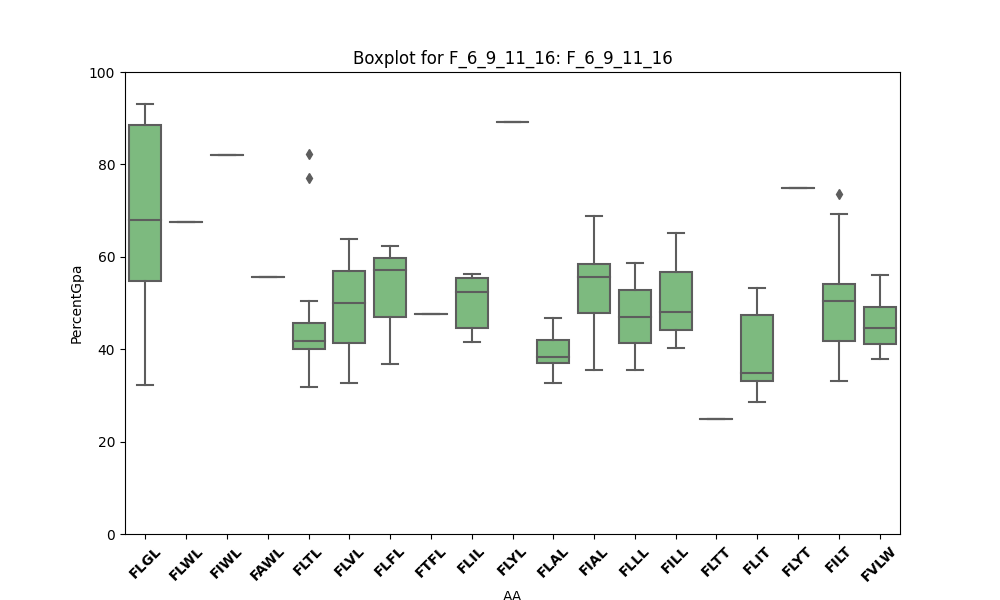 Boxplot for F_6_9_11_16: F_6_9_11_16
100
80
60
40
20
0
PercentGpa
FLGL
FLWL
FIWL
FAWL
FLTL
FLVL
FLFL
FTFL
FLIL
FLYL
FLAL
FIAL
FLLL
FILL
FLTT
FLIT
FLYT
FILT
FVLW
AA